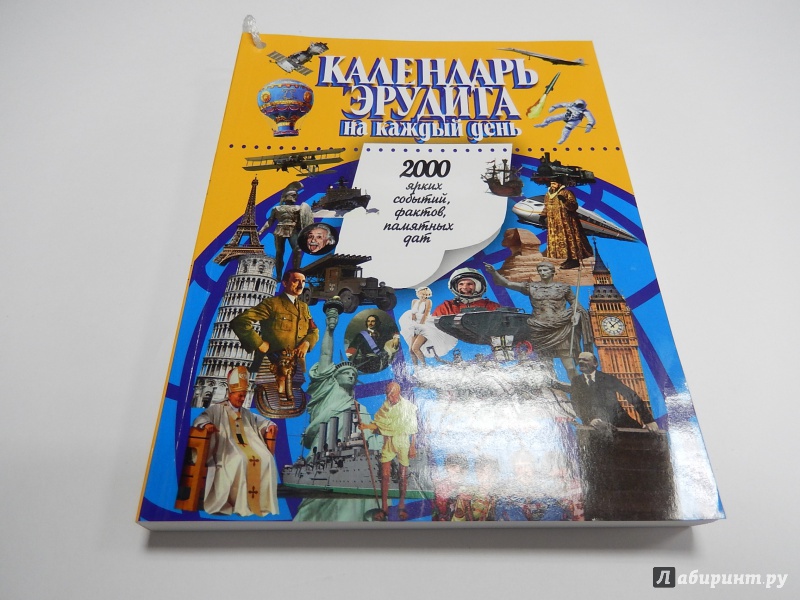 КАЛЕНДАРЬ
ЭРУДИТА
на каждый день
2000
ярких
событий,
фактов,
памятных
дат
Лабиринт.ру